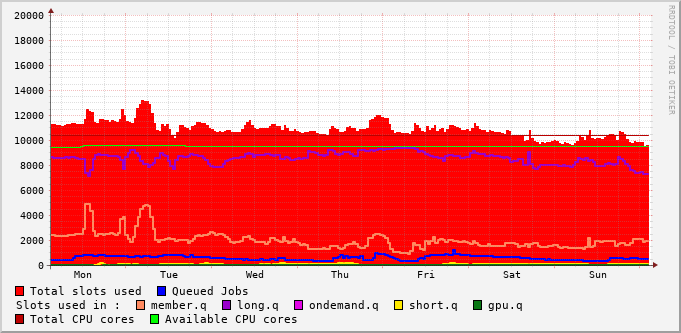 20000
18000
16000
14000
12000
10000
8000
6000
4000
2000
0
Mon Tue Wed Thu Fri Sat Sun
Total slots used Queued Jobs
Slots used in : member.q long.q ondemand.q short.q gpu.q
Total CPU cores Available CPU cores
RRDTOOL / TOBI OETIKER